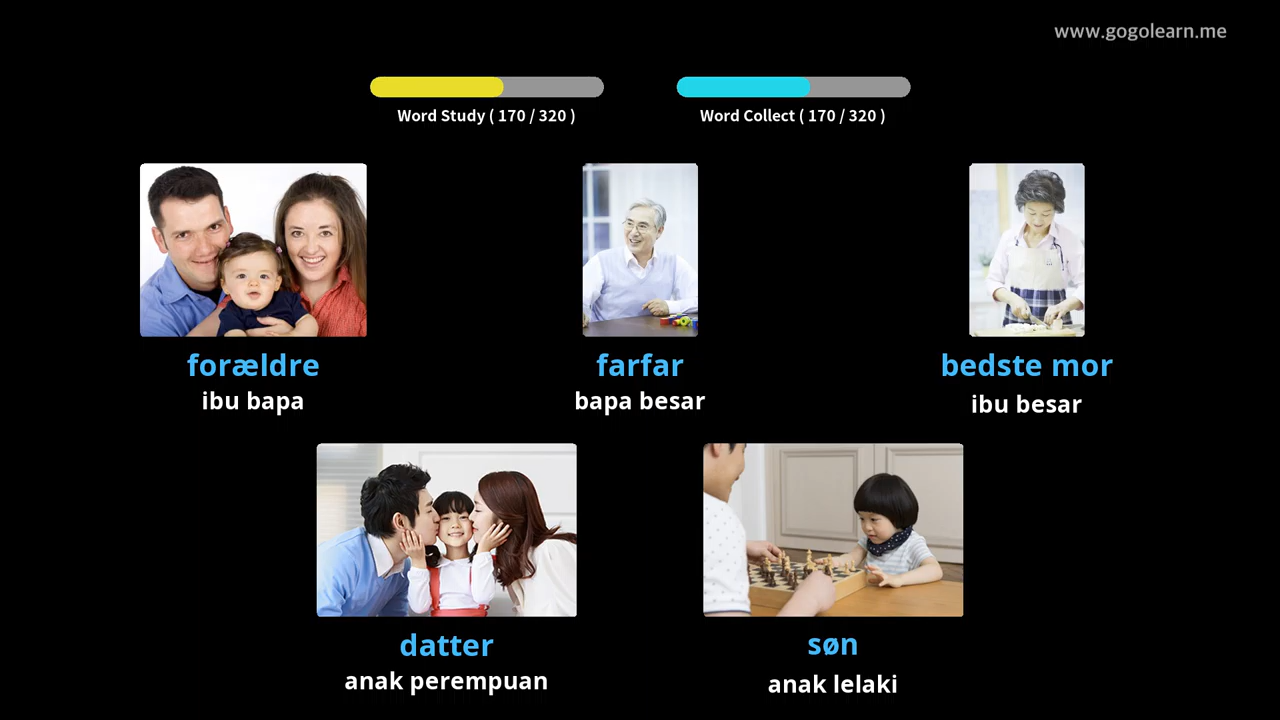 www.gogolearn.me
Word Study ( 170 / 320 )
Word Collect ( 170 / 320 )
forældre
ibu bapa
farfar
bapa besar
bedste mor
ibu besar
datter
anak perempuan
søn
anak lelaki